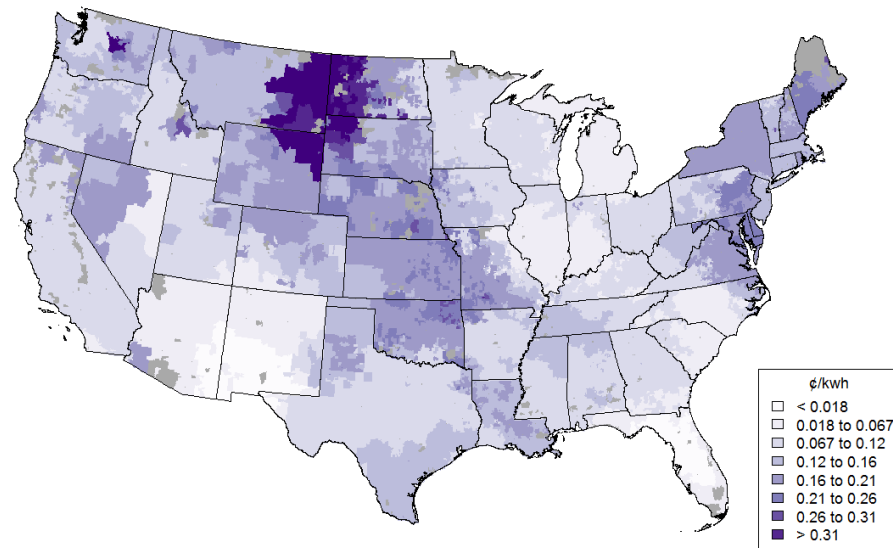 ¢/kwh
< 0.018
0.018 to 0.067
0.067 to 0.12
0.12 to 0.16
0.16 to 0.21
0.21 to 0.26
0.26 to 0.31
> 0.31